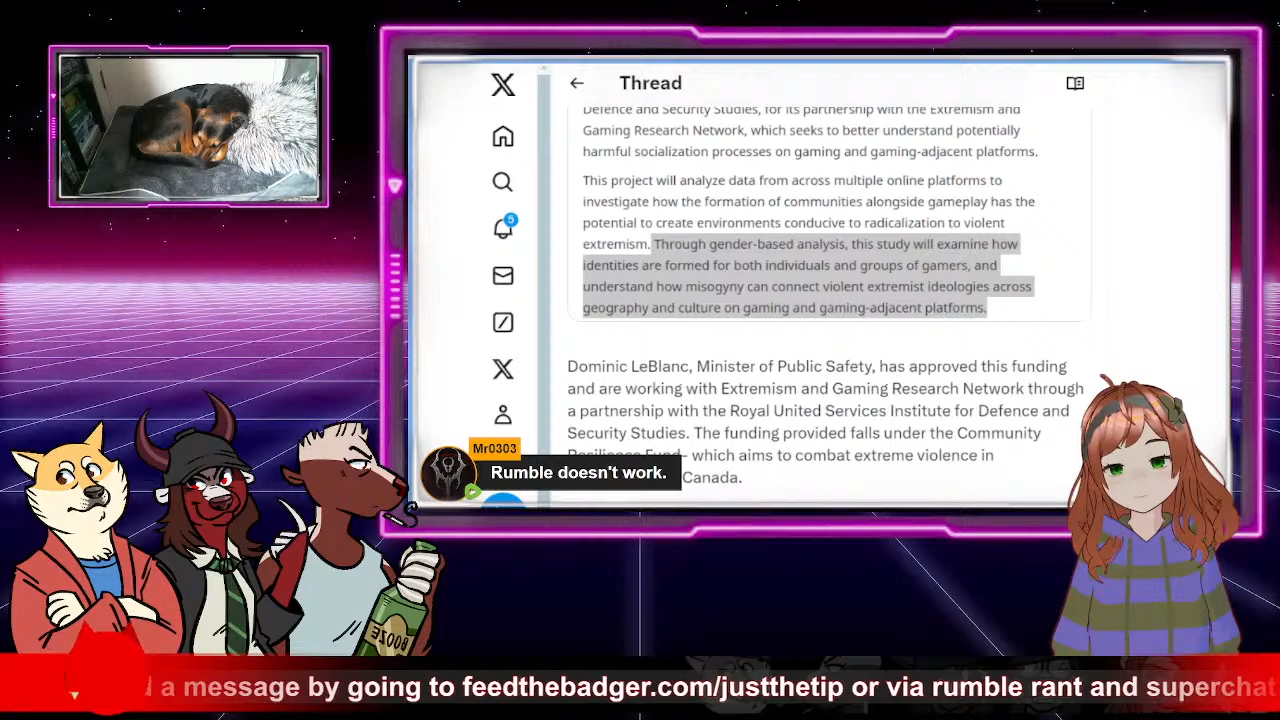 Thread
Defence and Security Studies, for its partnership with the Extremism and
Gaming Research Network, which seeks to better understand potentially
harmful socialization processes on gaming and gaming-adjacent platforms.
This project will analyze data from across multiple online platforms to
investigate how the formation of communities alongside gameplay has the
potential to create environments conducive to radicalization to violent
extremism. Through gender-based analysis, this study will examine how
identities are formed for both individuals and groups of gamers, and
understand how misogyny can connect violent extremist ideologies across
geography and culture on gaming and gaming-adjacent platforms.
5
Dominic LeBlanc, Minister of Public Safety, has approved this funding
and are working with Extremism and Gaming Research Network through
a partnership with the Royal United Services Institute for Defence and
Security Studies. The funding provided falls under the Community
Resilience Fund- which aims to combat extreme violence in
Canada.
Mr0303
Rumble doesn't work.
BOOZE
a message by going to feedthebadger.com/justthetip or via rumble rant and superchat